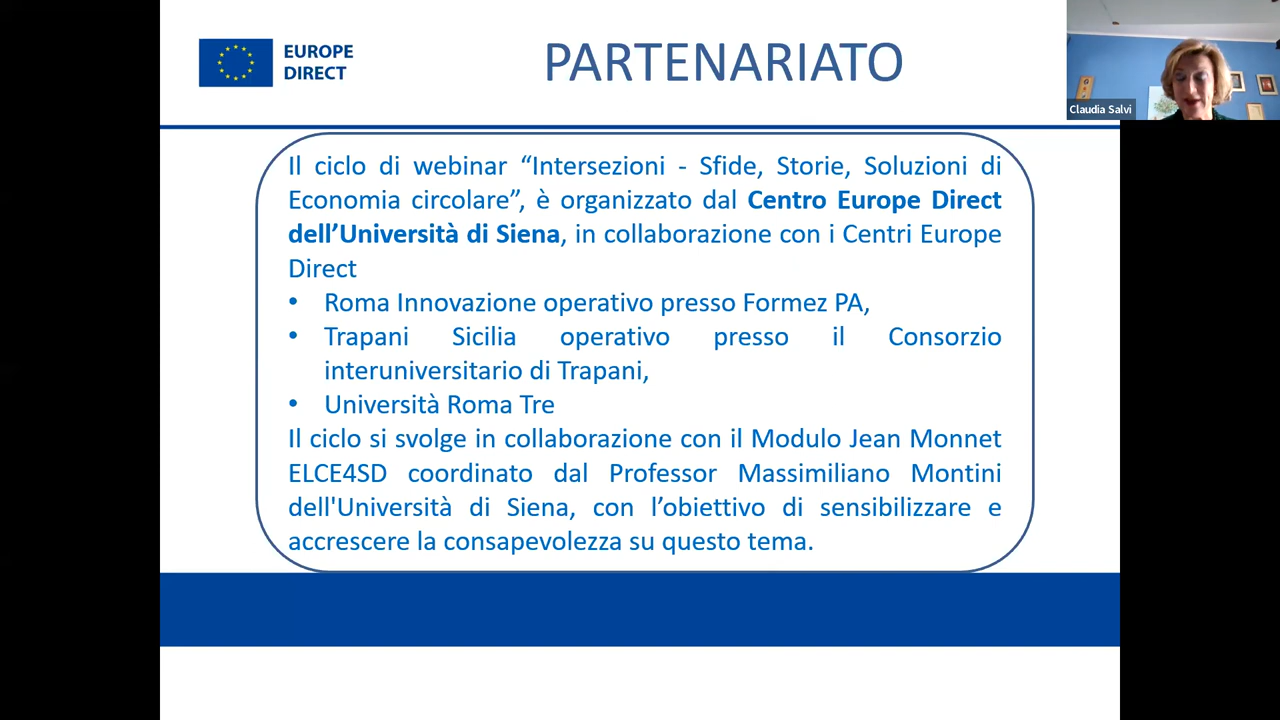 EUROPE
DIRECT
PARTENARIATO
Claudia Salvi
Il ciclo di webinar “Intersezioni - Sfide, Storie, Soluzioni di
Economia circolare”, è organizzato dal Centro Europe Direct
dell’Università di Siena, in collaborazione con i Centri Europe
Direct
• Roma Innovazione operativo presso Formez PA,
• Trapani Sicilia operativo presso il Consorzio
interuniversitario di Trapani,
• Università Roma Tre
Il ciclo si svolge in collaborazione con il Modulo Jean Monnet
ELCE4SD coordinato dal Professor Massimiliano Montini
dell'Università di Siena, con l’obiettivo di sensibilizzare e
accrescere la consapevolezza su questo tema.